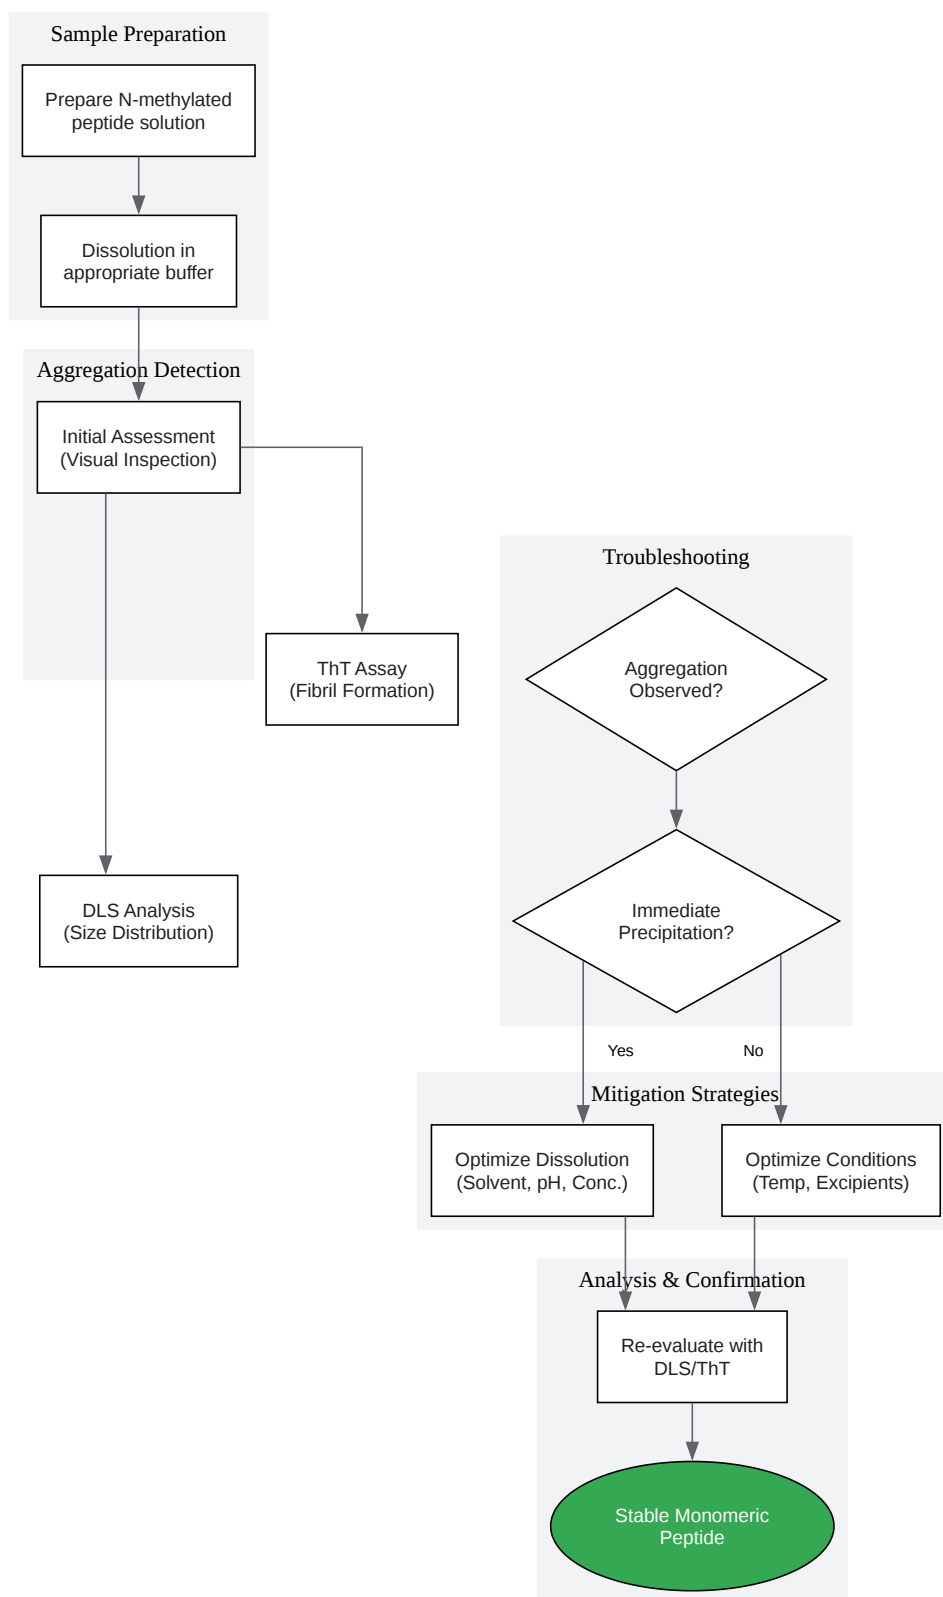 Sample Preparation
Prepare N-methylated
peptide solution
Dissolution in
appropriate buffer
Aggregation Detection
Initial Assessment
(Visual Inspection)
Troubleshooting
Aggregation
Observed?
ThT Assay
(Fibril Formation)
DLS Analysis
(Size Distribution)
Immediate
Precipitation?
Yes
No
Mitigation Strategies
Optimize Dissolution
(Solvent, pH, Conc.)
Optimize Conditions
(Temp, Excipients)
Analysis & Confirmation
Re-evaluate with
DLS/ThT
Stable Monomeric
Peptide